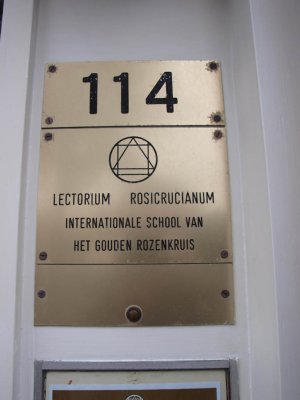 114
LECTORIUM ROSICRUCIANUM
INTERNATIONALE SCHOOL VAN
HET GOUDEN ROZENKRUIS